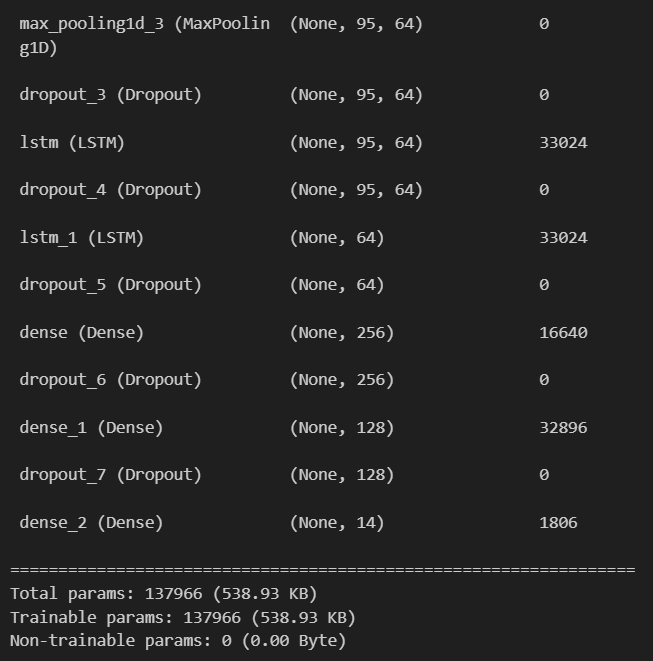 max_pooling1d_3 (MaxPoolin  (None, 95, 64)            0
g1D)
dropout_3 (Dropout)         (None, 95, 64)            0
lstm (LSTM)                 (None, 95, 64)            33024
dropout_4 (Dropout)         (None, 95, 64)            0
lstm_1 (LSTM)               (None, 64)                33024
dropout_5 (Dropout)         (None, 64)                0
dense (Dense)               (None, 256)               16640
dropout_6 (Dropout)         (None, 256)               0
dense_1 (Dense)             (None, 128)               32896
dropout_7 (Dropout)         (None, 128)               0
dense_2 (Dense)             (None, 14)                1806
=================================================================
Total params: 137966 (538.93 KB)
Trainable params: 137966 (538.93 KB)
Non-trainable params: 0 (0.00 Byte)